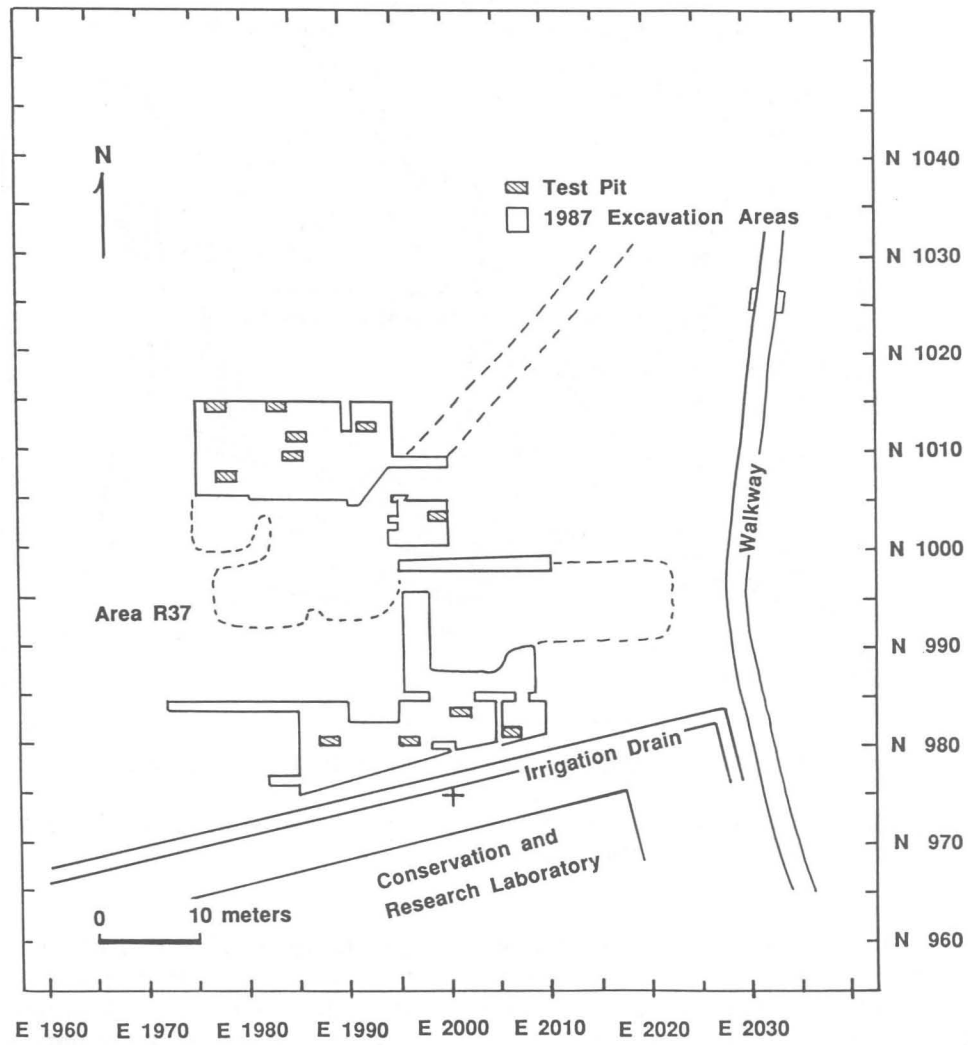 N
Test Pit
1987 Excavation Areas
N 1040
N 1030
N 1020
N 1010
N 1000
N 990
N 980
N 970
N 960
Walkway
Area R37
Irrigation Drain
Conservation and
Research Laboratory
0 10 meters
E 1960 E 1970 E 1980 E 1990 E 2000 E 2010 E 2020 E 2030